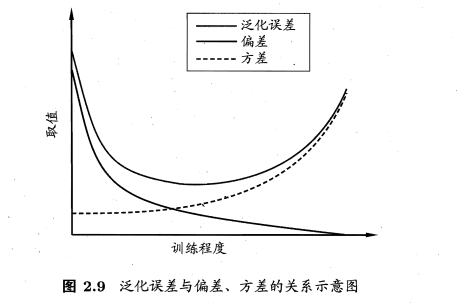 泛化误差
偏差
方差
取值
训练程度
图 2.9 泛化误差与偏差、方差的关系示意图